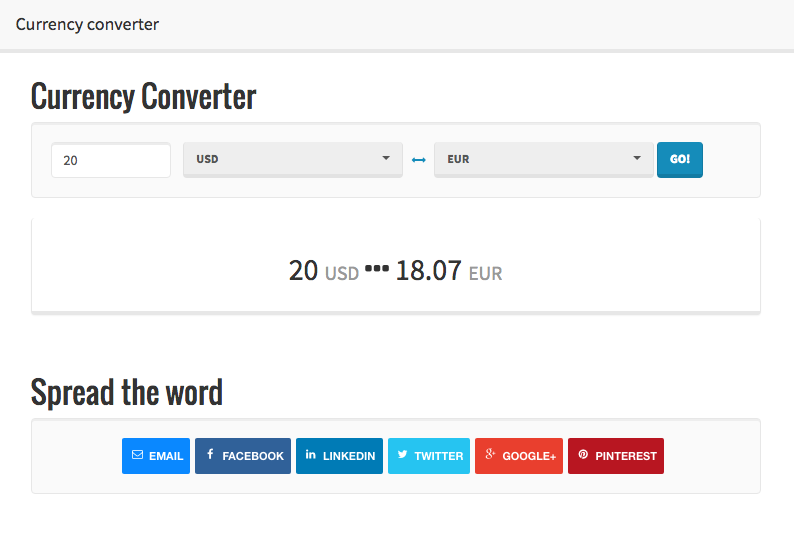 Currency converter
Currency Converter
20 USD EUR GO!
20 USD 18.07 EUR
Spread the word
EMAIL FACEBOOK LINKEDIN TWITTER GOOGLE+ PINTEREST